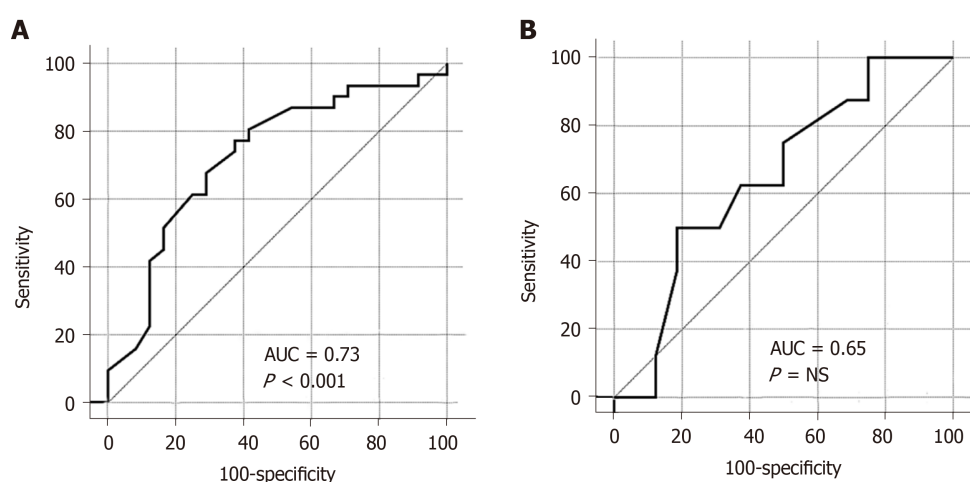 A
100
80
60
40
20
0
Sensitivity
AUC = 0.73
P < 0.001
0 20 40 60 80 100
100-specificity
B
100
80
60
40
20
0
Sensitivity
AUC = 0.65
P = NS
0 20 40 60 80 100
100-specificity